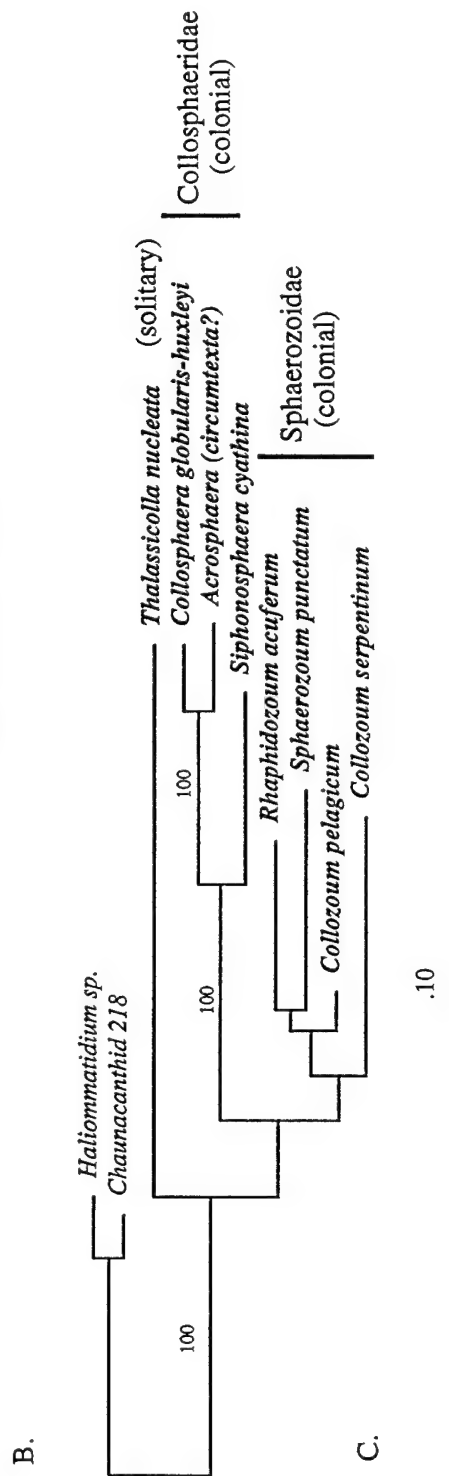 B.
Haliommatidium sp.
Chaunacanthid 218
Thalassicolla nucleata (solitary)
Collosphaera globularis-huxleyi
Acrosphaera (circumtexta?)
Siphonosphaera cyathina
Collosphaeridae
(colonial)
Rhaphidozoum acuferum
Sphaerozoum punctatum
Collozoum pelagicum
Collozoum serpentinum
Sphaerozoidae
(colonial)
100
100
100
.10
C.